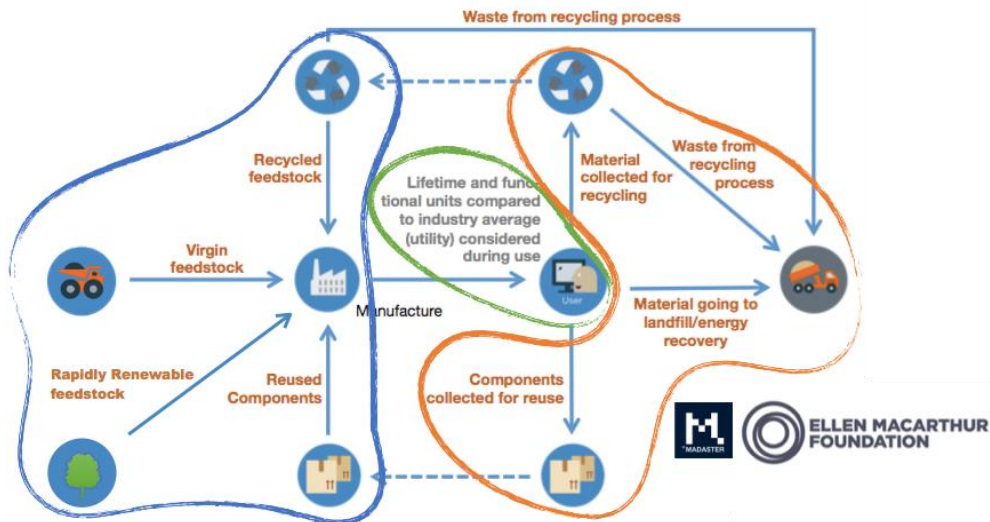 Waste from recycling process
Recycled
feedstock
Material
collected for
recycling
Waste from
recycling
process
Lifetime and func-
tional units compared
to industry average
(utility) considered
during use
Virgin
feedstock
Manufacture
User
Material going to
landfill/energy
recovery
Rapidly Renewable
feedstock
Reused
Components
Components
collected for reuse
M.
MADASTER
ELLEN MACARTHUR
FOUNDATION